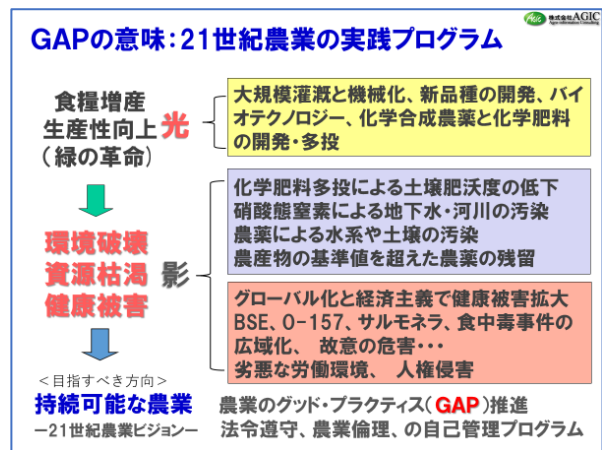 Agic 株式会社AGIC
Agro-information Consulting
GAPの意味：21世紀農業の実践プログラム
食糧増産
生産性向上 光
（緑の革命）
大規模灌漑と機械化、新品種の開発、バイ
オテクノロジー、化学合成農薬と化学肥料
の開発・多投
化学肥料多投による土壌肥沃度の低下
硝酸態窒素による地下水・河川の汚染
農薬による水系や土壌の汚染
農産物の基準値を超えた農薬の残留
環境破壊
資源枯渇 影
健康被害
グローバル化と経済主義で健康被害拡大
BSE、O-157、サルモネラ、食中毒事件の
広域化、 故意の危害・・・
劣悪な労働環境、 人権侵害
＜目指すべき方向＞
持続可能な農業 農業のグッド・プラクティス（GAP）推進
－21世紀農業ビジョン－ 法令遵守、農業倫理、の自己管理プログラム